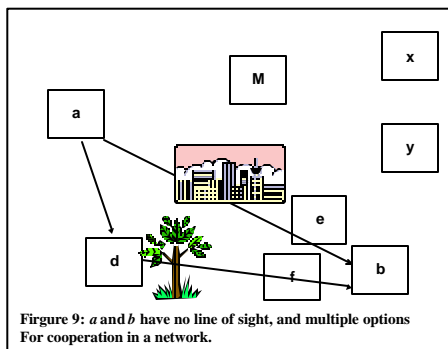 x
M
a
y
e
d
f
b
Firgure 9: a and b have no line of sight, and multiple options
For cooperation in a network.